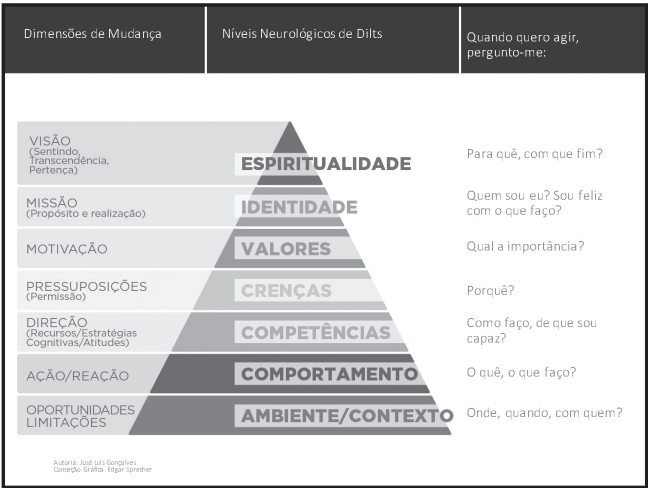 Dimensões de Mudança
Níveis Neurológicos de Dilts
Quando quero agir,
pergunto-me:
VISÃO
(Sentindo,
Transcendência,
Pertença)
ESPIRITUALIDADE
Para quê, com que fim?
MISSÃO
(Propósito e realização)
IDENTIDADE
Quem sou eu? Sou feliz
com o que faço?
MOTIVAÇÃO
VALORES
Qual a importância?
PRESSUPOSIÇÕES
(Permissão)
CRENÇAS
Porquê?
DIREÇÃO
(Recursos/Estratégias
Cognitivas/Atitudes)
COMPETÊNCIAS
Como faço, de que sou
capaz?
AÇÃO/REAÇÃO
COMPORTAMENTO
O quê, o que faço?
OPORTUNIDADES
LIMITAÇÕES
AMBIENTE/CONTEXTO
Onde, quando, com quem?
Autoria: José Luís Gonçalves
Conceção Gráfica: Edgar Sprecher